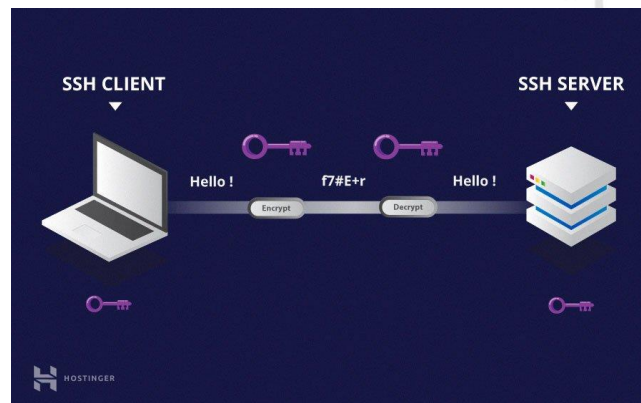 SSH CLIENT
SSH SERVER
Hello !
f7#E+r
Hello !
Encrypt
Decrypt
HOSTINGER